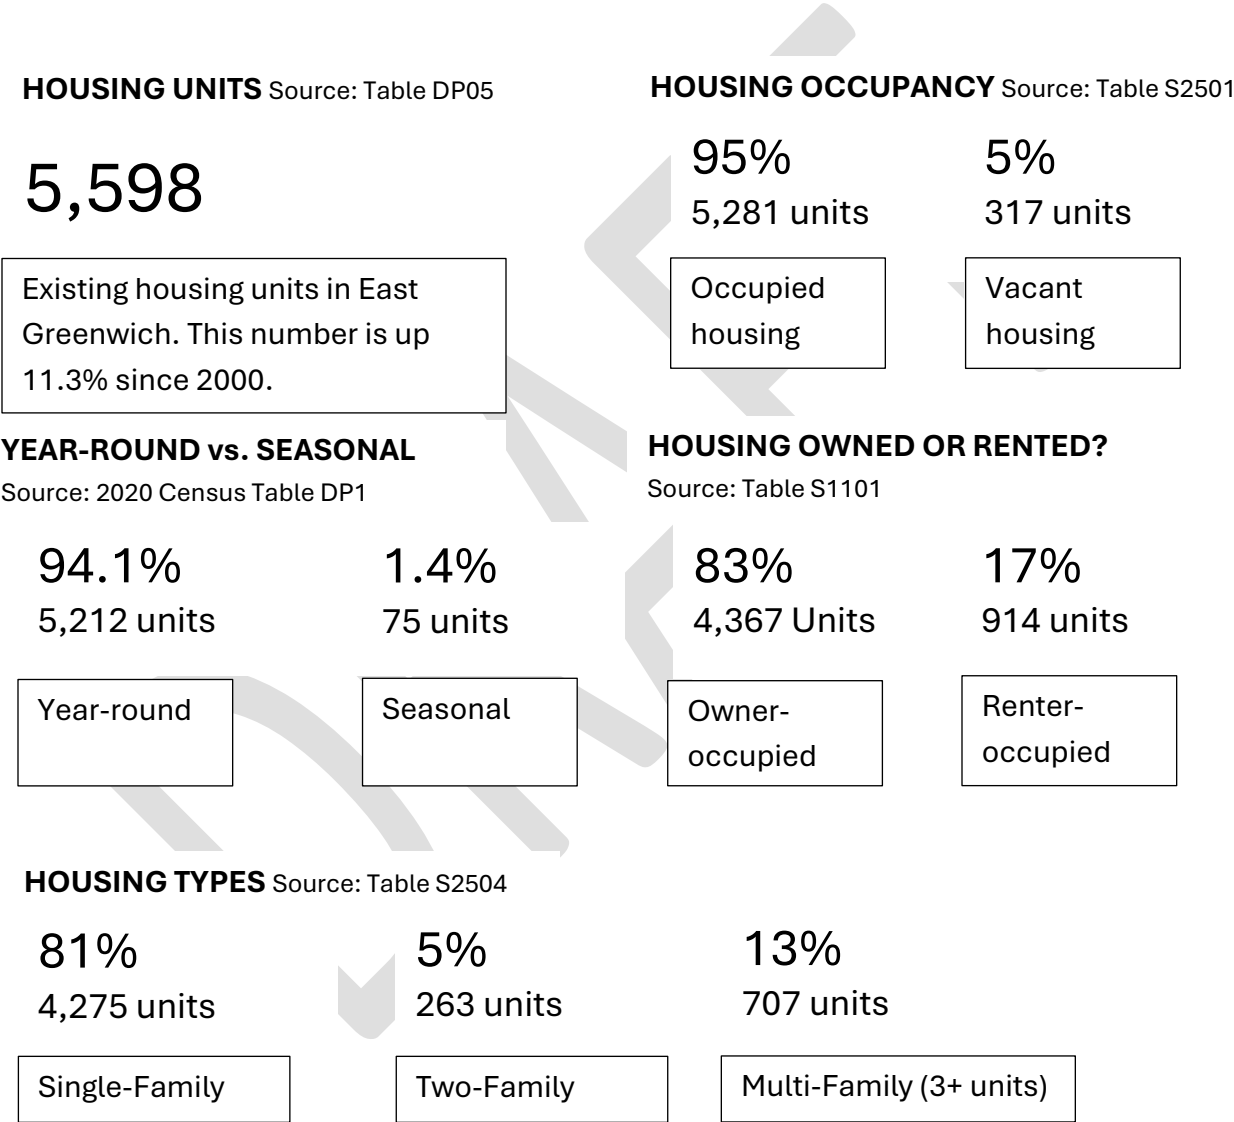 HOUSING UNITS Source: Table DP05
5,598
Existing housing units in East
Greenwich. This number is up
11.3% since 2000.
HOUSING OCCUPANCY Source: Table S2501
95%
5,281 units
Occupied
housing
5%
317 units
Vacant
housing
YEAR-ROUND vs. SEASONAL
Source: 2020 Census Table DP1
94.1%
5,212 units
Year-round
1.4%
75 units
Seasonal
HOUSING OWNED OR RENTED?
Source: Table S1101
83%
4,367 Units
Owner-
occupied
17%
914 units
Renter-
occupied
HOUSING TYPES Source: Table S2504
81%
4,275 units
Single-Family
5%
263 units
Two-Family
13%
707 units
Multi-Family (3+ units)